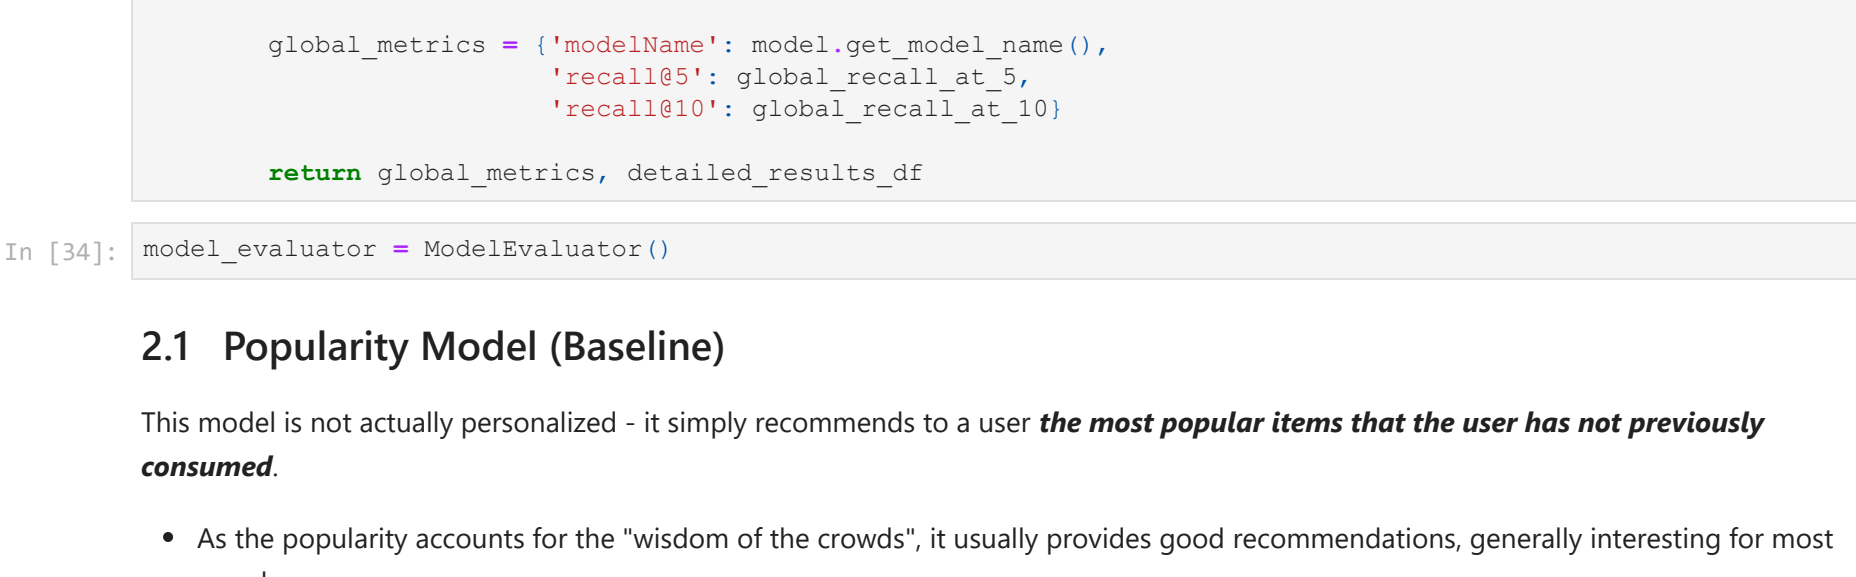 global_metrics = {'modelName': model.get_model_name(),
'recall@5': global_recall_at_5,
'recall@10': global_recall_at_10}
return global_metrics, detailed_results_df
In [34]: model_evaluator = ModelEvaluator()
2.1 Popularity Model (Baseline)
This model is not actually personalized - it simply recommends to a user the most popular items that the user has not previously
consumed.
• As the popularity accounts for the "wisdom of the crowds", it usually provides good recommendations, generally interesting for most